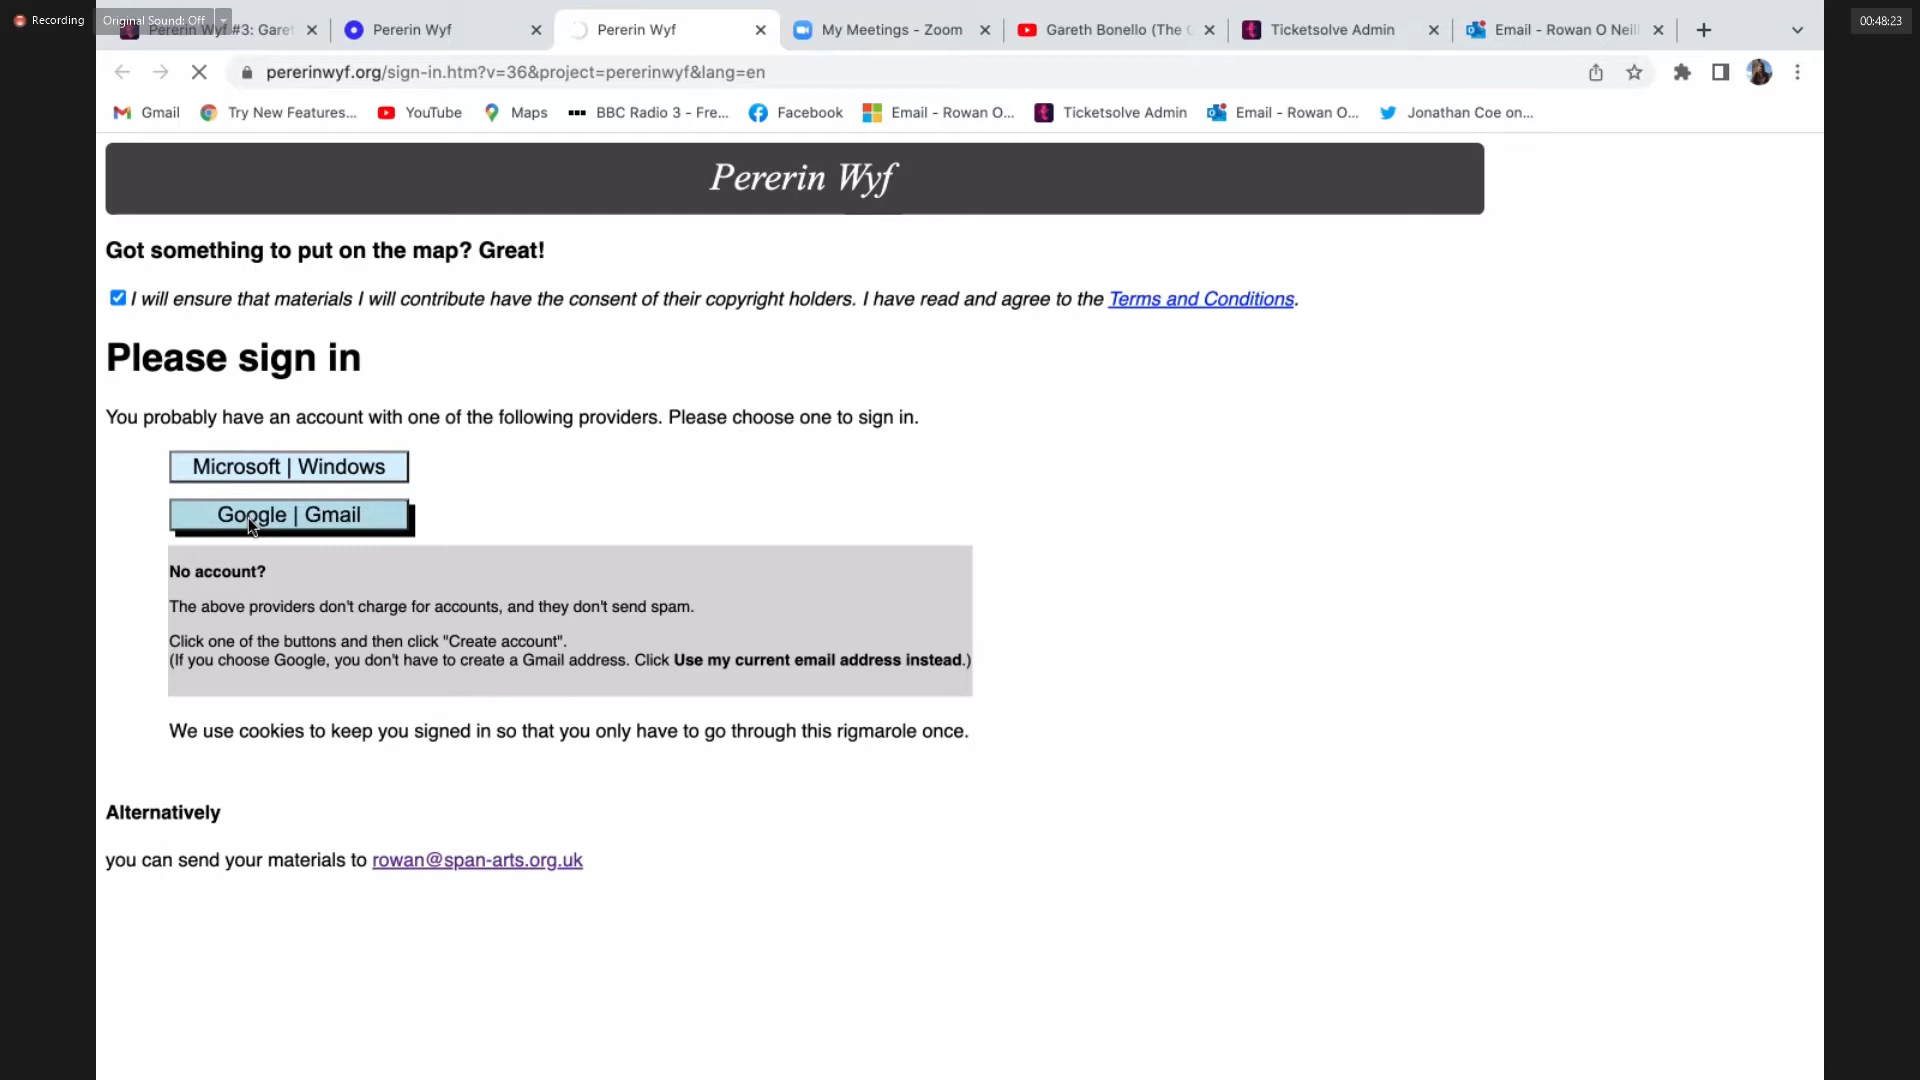 Recording
Original Sound: Off
00:48:23
Pererin Wyf #3: Garet
Pererin Wyf
Pererin Wyf
My Meetings - Zoom
Gareth Bonello (The
Ticketsolve Admin
Email - Rowan O Neill
pererinwyf.org/sign-in.htm?v=36&project=pererinwyf&lang=en
Gmail
Try New Features...
YouTube
Maps
BBC Radio 3 - Fre...
Facebook
Email - Rowan O...
Ticketsolve Admin
Email - Rowan O...
Jonathan Coe on...
Pererin Wyf
Got something to put on the map? Great!
I will ensure that materials I will contribute have the consent of their copyright holders. I have read and agree to the Terms and Conditions.
Please sign in
You probably have an account with one of the following providers. Please choose one to sign in.
Microsoft | Windows
Google | Gmail
No account?
The above providers don't charge for accounts, and they don't send spam.
Click one of the buttons and then click "Create account".
(If you choose Google, you don't have to create a Gmail address. Click Use my current email address instead.)
We use cookies to keep you signed in so that you only have to go through this rigmarole once.
Alternatively
you can send your materials to rowan@span-arts.org.uk